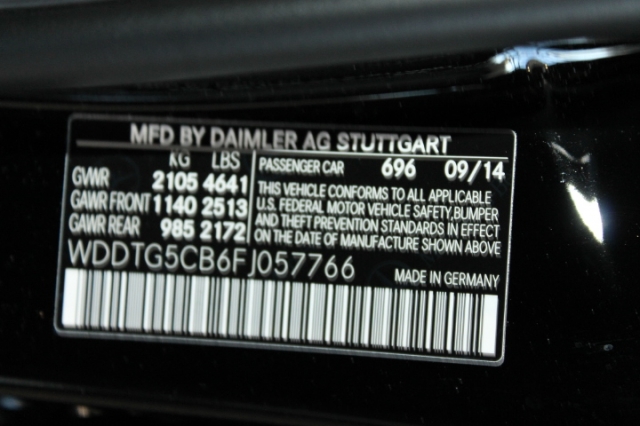 MFD BY DAIMLER AG STUTTGART
KG LBS
GVWR 2105 4641
GAWR FRONT 1140 2513
GAWR REAR 985 2172
PASSENGER CAR 696 09/14
THIS VEHICLE CONFORMS TO ALL APPLICABLE
U.S. FEDERAL MOTOR VEHICLE SAFETY, BUMPER
AND THEFT PREVENTION STANDARDS IN EFFECT
ON THE DATE OF MANUFACTURE SHOWN ABOVE
WDDTG5CB6FJ057766
MADE IN GERMANY